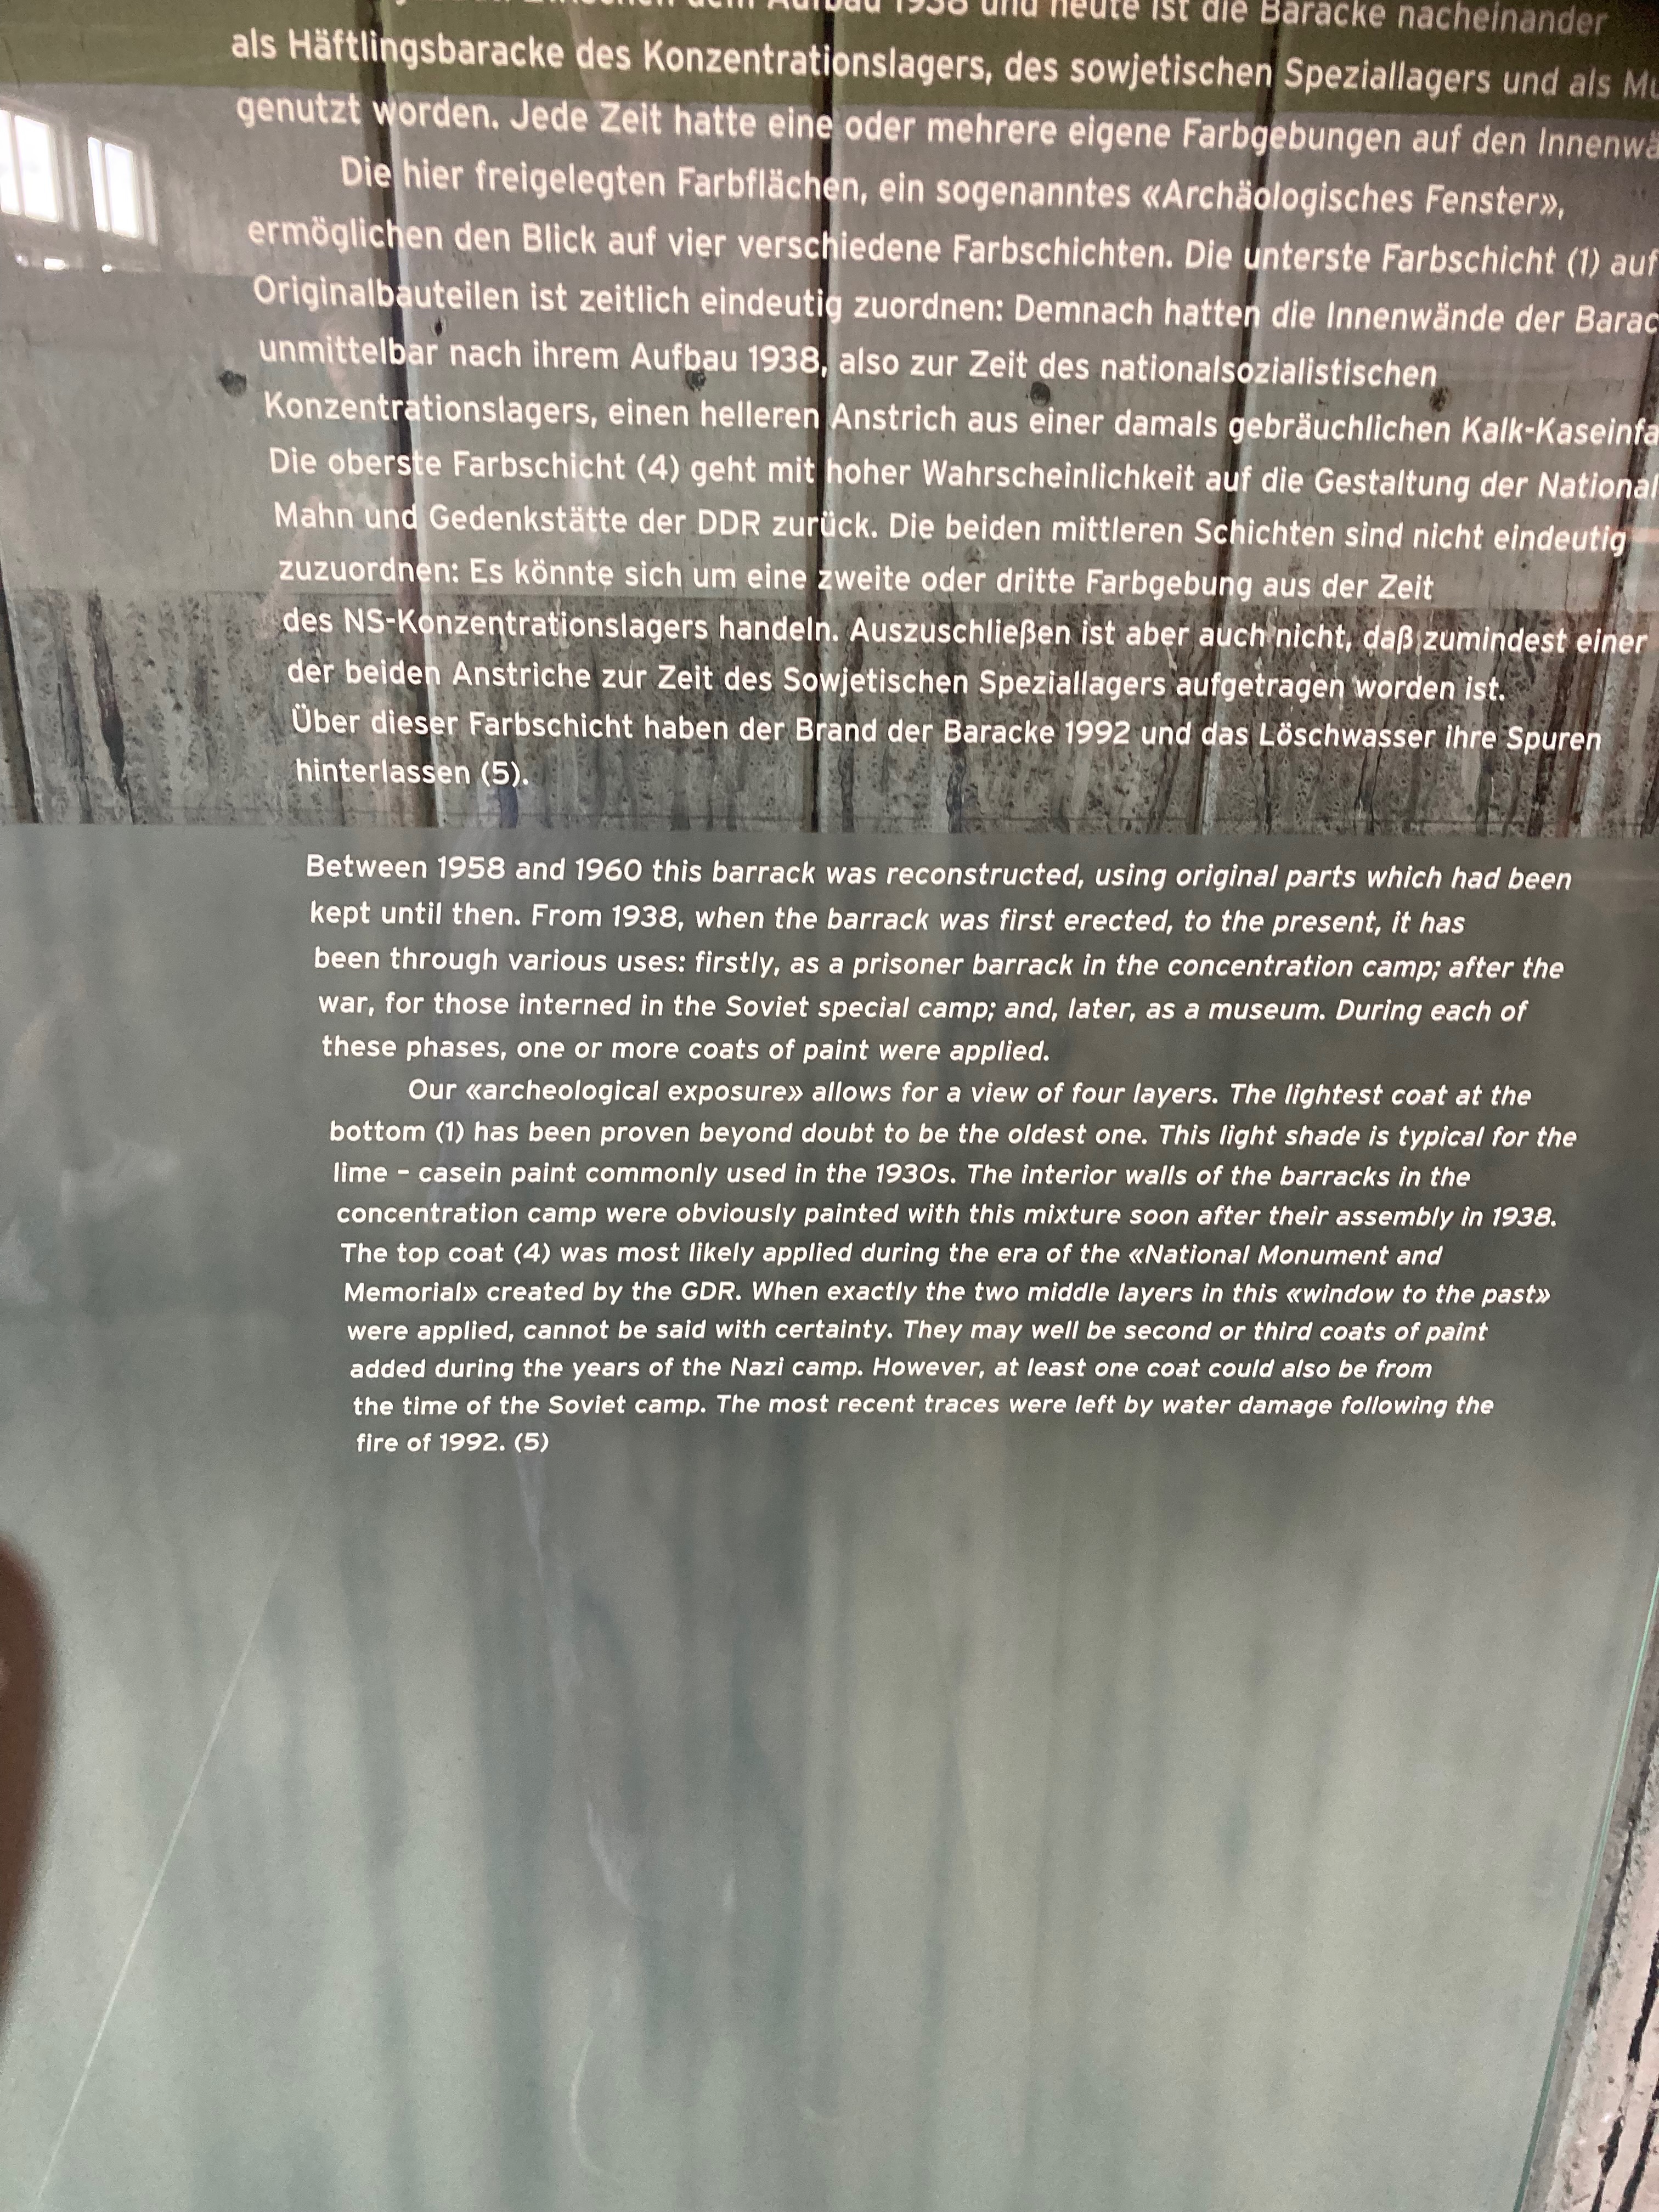 dem Aufbau 1938 und heute ist die Baracke nacheinander
als Häftlingsbaracke des Konzentrationslagers, des sowjetischen Speziallagers und als
genutzt worden. Jede Zeit hatte eine oder mehrere eigene Farbgebungen auf den
Die hier freigelegten Farbflächen, ein sogenanntes «Archäologisches Fenster»,
ermöglichen den Blick auf vier verschiedene Farbschichten. Die unterste Farbschicht (1) auf
Originalbauteilen ist zeitlich eindeutig zuordnen: Demnach hatten die Innenwände der
unmittelbar nach ihrem Aufbau 1938, also zur Zeit des nationalsozialistischen
Konzentrationslagers, einen helleren Anstrich aus einer damals gebräuchlichen
Die oberste Farbschicht (4) geht mit hoher Wahrscheinlichkeit auf die Gestaltung der National
Mahn und Gedenkstätte der DDR zurück. Die beiden mittleren Schichten sind nicht eindeutig
zuzuordnen: Es könnte sich um eine zweite oder dritte Farbgebung aus der Zeit
des NS-Konzentrationslagers handeln. Auszuschließen ist aber auch nicht, daß zumindest einer
der beiden Anstriche zur Zeit des Sowjetischen Speziallagers aufgetragen worden ist.
Über dieser Farbschicht haben der Brand der Baracke 1992 und das Löschwasser ihre Spuren
hinterlassen (5).
Between 1958 and 1960 this barrack was reconstructed, using original parts which had been
kept until then. From 1938, when the barrack was first erected, to the present, it has
been through various uses: firstly, as a prisoner barrack in the concentration camp; after the
war, for those interned in the Soviet special camp; and, later, as a museum. During each of
these phases, one or more coats of paint were applied.
Our «archeological exposure» allows for a view of four layers. The lightest coat at the
bottom (1) has been proven beyond doubt to be the oldest one. This light shade is typical for the
lime - casein paint commonly used in the 1930s. The interior walls of the barracks in the
concentration camp were obviously painted with this mixture soon after their assembly in 1938.
The top coat (4) was most likely applied during the era of the «National Monument and
Memorial» created by the GDR. When exactly the two middle layers in this «window to the past»
were applied, cannot be said with certainty. They may well be second or third coats of paint
added during the years of the Nazi camp. However, at least one coat could also be from
the time of the Soviet camp. The most recent traces were left by water damage following the
fire of 1992. (5)